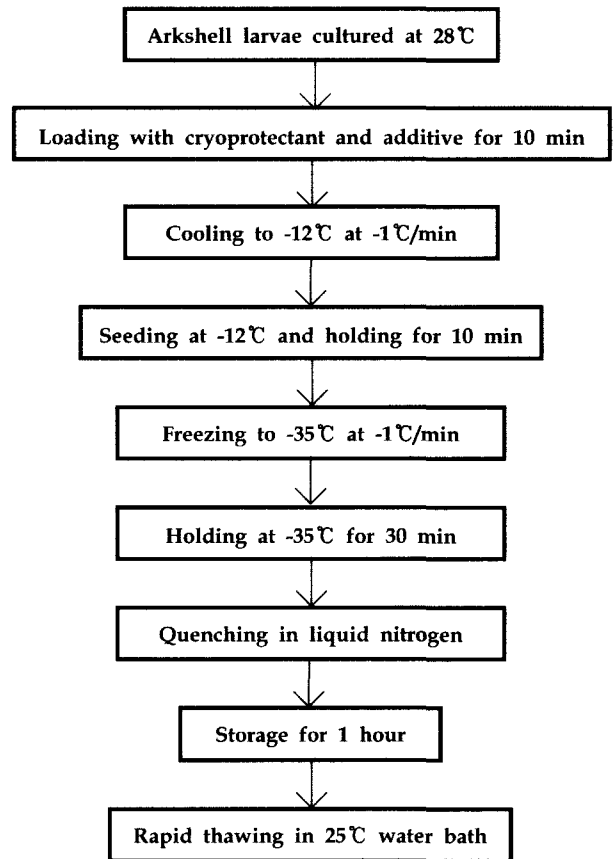 Arkshell larvae cultured at 28℃
Loading with cryoprotectant and additive for 10 min
Cooling to -12℃ at -1℃/min
Seeding at -12℃ and holding for 10 min
Freezing to -35℃ at -1℃/min
Holding at -35℃ for 30 min
Quenching in liquid nitrogen
Storage for 1 hour
Rapid thawing in 25℃ water bath